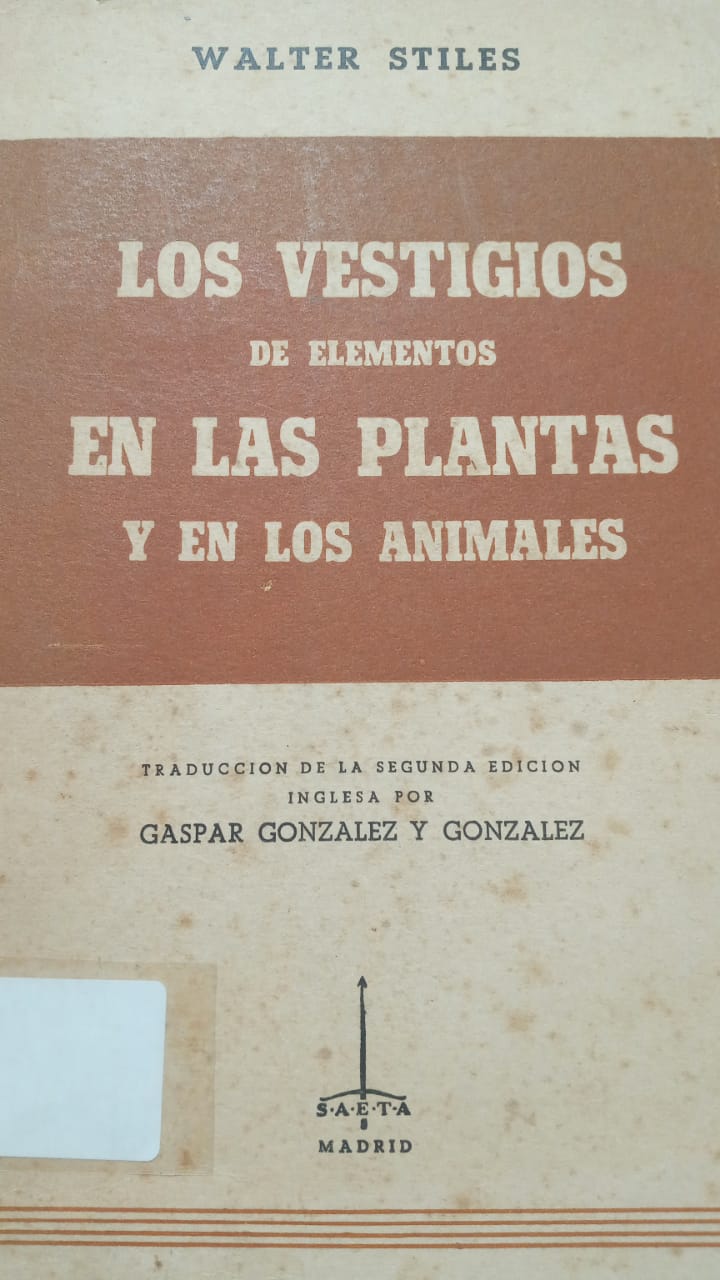 WALTER STILES
LOS VESTIGIOS
DE ELEMENTOS
EN LAS PLANTAS
Y EN LOS ANIMALES
TRADUCCION DE LA SEGUNDA EDICION
INGLESA POR
GASPAR GONZALEZ Y GONZALEZ
S·A·E·T·A
MADRID